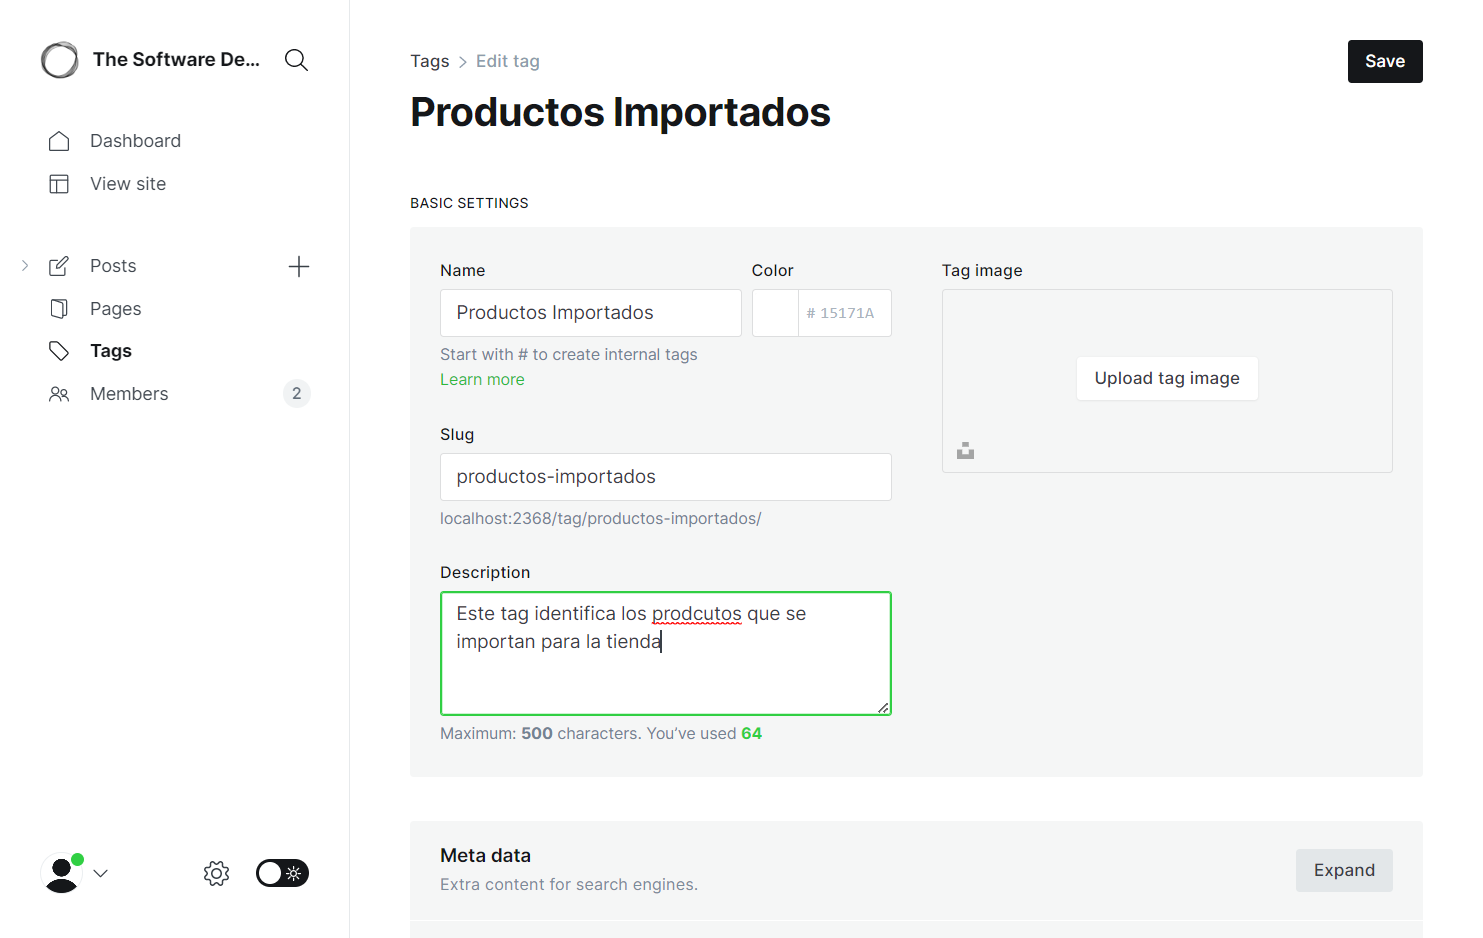 The Software De...
Dashboard
View site
Posts
Pages
Tags
Members
2
Tags > Edit tag
Save
Productos Importados
BASIC SETTINGS
Name
Productos Importados
Start with # to create internal tags
Learn more
Color
# 15171A
Tag image
Upload tag image
Slug
productos-importados
localhost:2368/tag/productos-importados/
Description
Este tag identifica los prodcutos que se
importan para la tienda
Maximum: 500 characters. You’ve used 64
Meta data
Extra content for search engines.
Expand